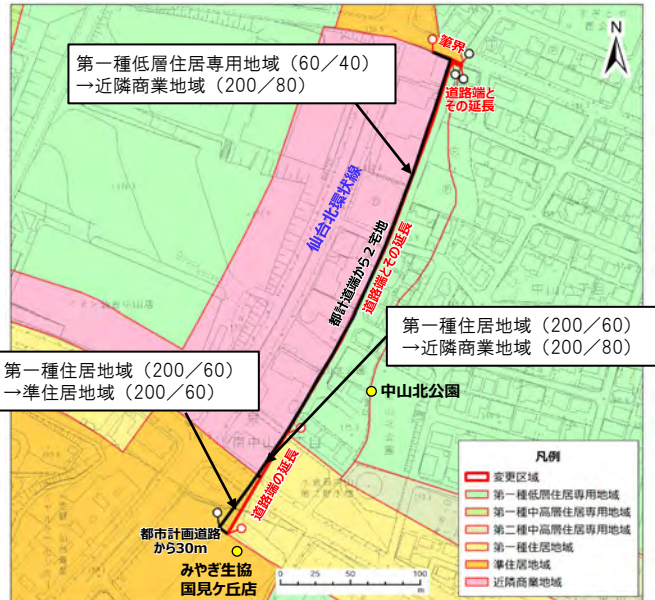 第一種低層住居専用地域（60／40）
→近隣商業地域（200／80）
筆界
N
道路端と
その延長
仙台北環状線
都計道端から２宅地
道路端とその延長
第一種住居地域（200／60）
→近隣商業地域（200／80）
第一種住居地域（200／60）
→準住居地域（200／60）
中山北公園
道路端の延長
都市計画道路
から30m
みやぎ生協
国見ケ丘店
0 25 50 100
m
凡例
変更区域
第一種低層住居専用地域
第一種中高層住居専用地域
第二種中高層住居専用地域
第一種住居地域
準住居地域
近隣商業地域